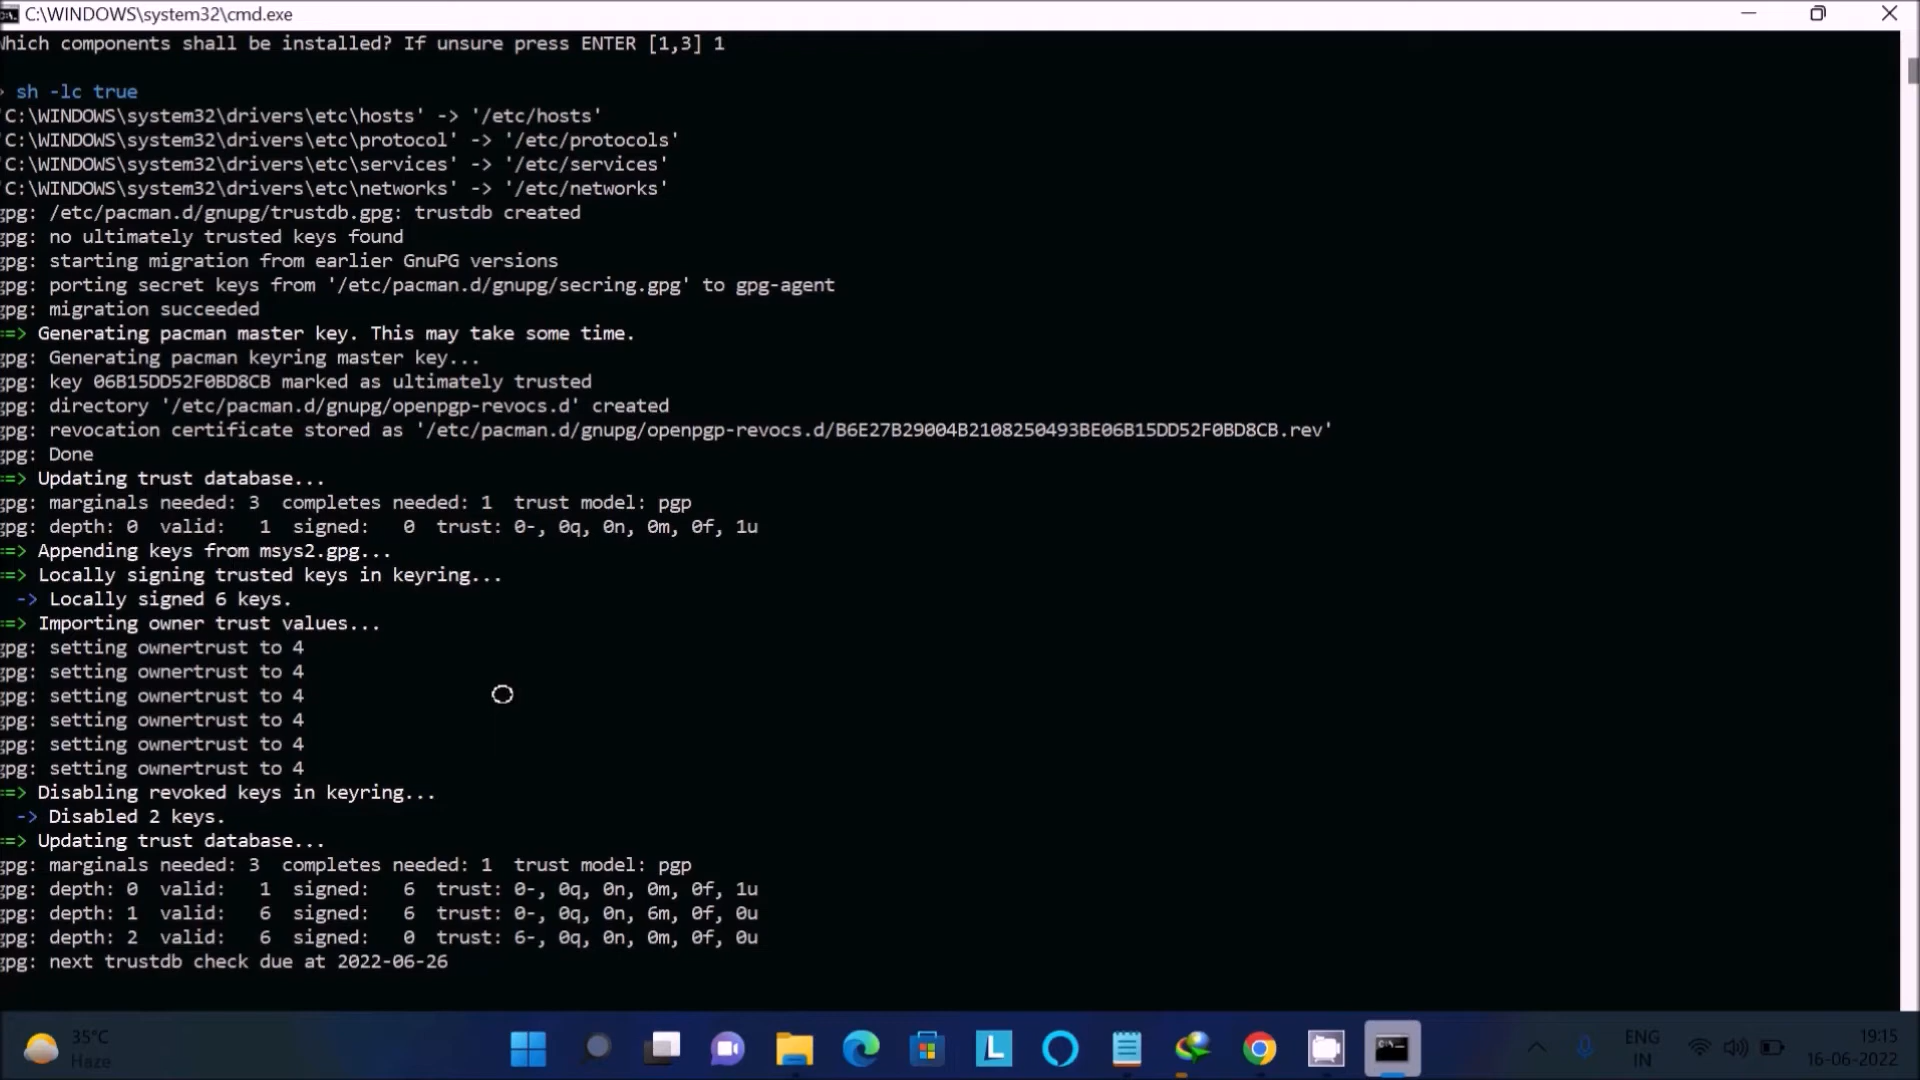 C:\WINDOWS\system32\cmd.exe
Which components shall be installed? If unsure press ENTER [1,3] 1
> sh -lc true
'C:\WINDOWS\system32\drivers\etc\hosts' -> '/etc/hosts'
'C:\WINDOWS\system32\drivers\etc\protocol' -> '/etc/protocols'
'C:\WINDOWS\system32\drivers\etc\services' -> '/etc/services'
'C:\WINDOWS\system32\drivers\etc\networks' -> '/etc/networks'
gpg: /etc/pacman.d/gnupg/trustdb.gpg: trustdb created
gpg: no ultimately trusted keys found
gpg: starting migration from earlier GnuPG versions
gpg: porting secret keys from '/etc/pacman.d/gnupg/secring.gpg' to gpg-agent
gpg: migration succeeded
==> Generating pacman master key. This may take some time.
gpg: Generating pacman keyring master key...
gpg: key 06B15DD52F0BD8CB marked as ultimately trusted
gpg: directory '/etc/pacman.d/gnupg/openpgp-revocs.d' created
gpg: revocation certificate stored as '/etc/pacman.d/gnupg/openpgp-revocs.d/B6E27B29004B2108250493BE06B15DD52F0BD8CB.rev'
gpg: Done
==> Updating trust database...
gpg: marginals needed: 3  completes needed: 1  trust model: pgp
gpg: depth: 0  valid:   1  signed:   0  trust: 0-, 0q, 0n, 0m, 0f, 1u
==> Appending keys from msys2.gpg...
==> Locally signing trusted keys in keyring...
  -> Locally signed 6 keys.
==> Importing owner trust values...
gpg: setting ownertrust to 4
gpg: setting ownertrust to 4
gpg: setting ownertrust to 4
gpg: setting ownertrust to 4
gpg: setting ownertrust to 4
gpg: setting ownertrust to 4
==> Disabling revoked keys in keyring...
  -> Disabled 2 keys.
==> Updating trust database...
gpg: marginals needed: 3  completes needed: 1  trust model: pgp
gpg: depth: 0  valid:   1  signed:   6  trust: 0-, 0q, 0n, 0m, 0f, 1u
gpg: depth: 1  valid:   6  signed:   6  trust: 0-, 0q, 0n, 6m, 0f, 0u
gpg: depth: 2  valid:   6  signed:   0  trust: 6-, 0q, 0n, 0m, 0f, 0u
gpg: next trustdb check due at 2022-06-26
35°C
Haze
L
ENG
IN
19:15
16-06-2022